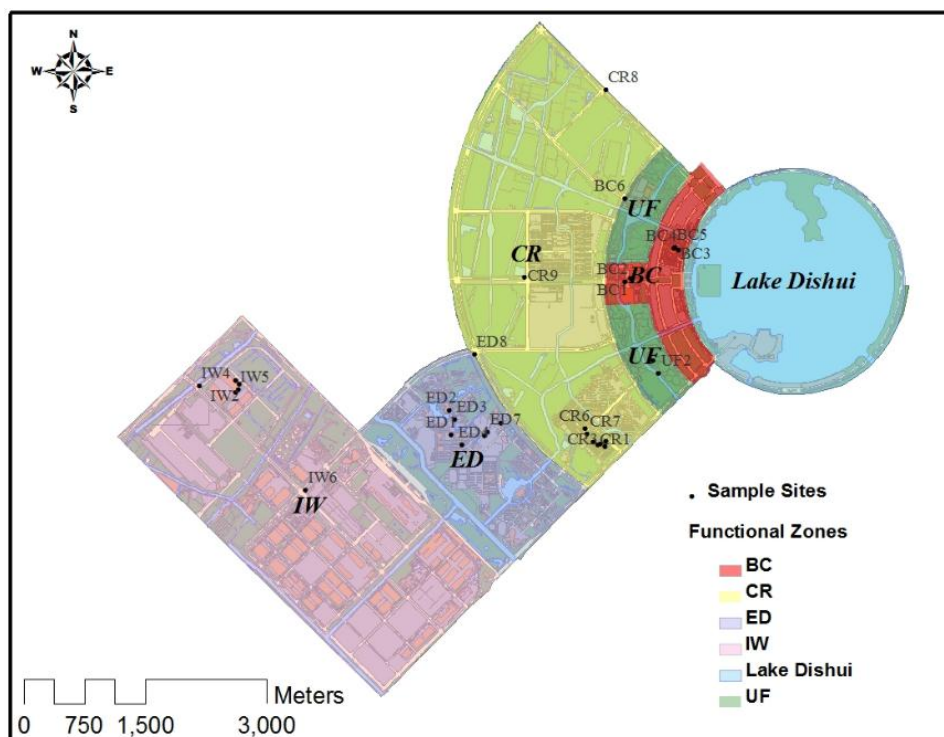 N
W E
S
CR8
BC6
UF
BC4 BC5
BC3
CR
CR9
BC2
BC
BC1
Lake Dishui
ED8
UF
UF2
IW4
IW5
IW2
ED2
ED3
ED7
ED1
ED
CR6
CR7
CR1
IW6
IW
Sample Sites
Functional Zones
BC
CR
ED
IW
Lake Dishui
UF
Meters
0 750 1,500 3,000